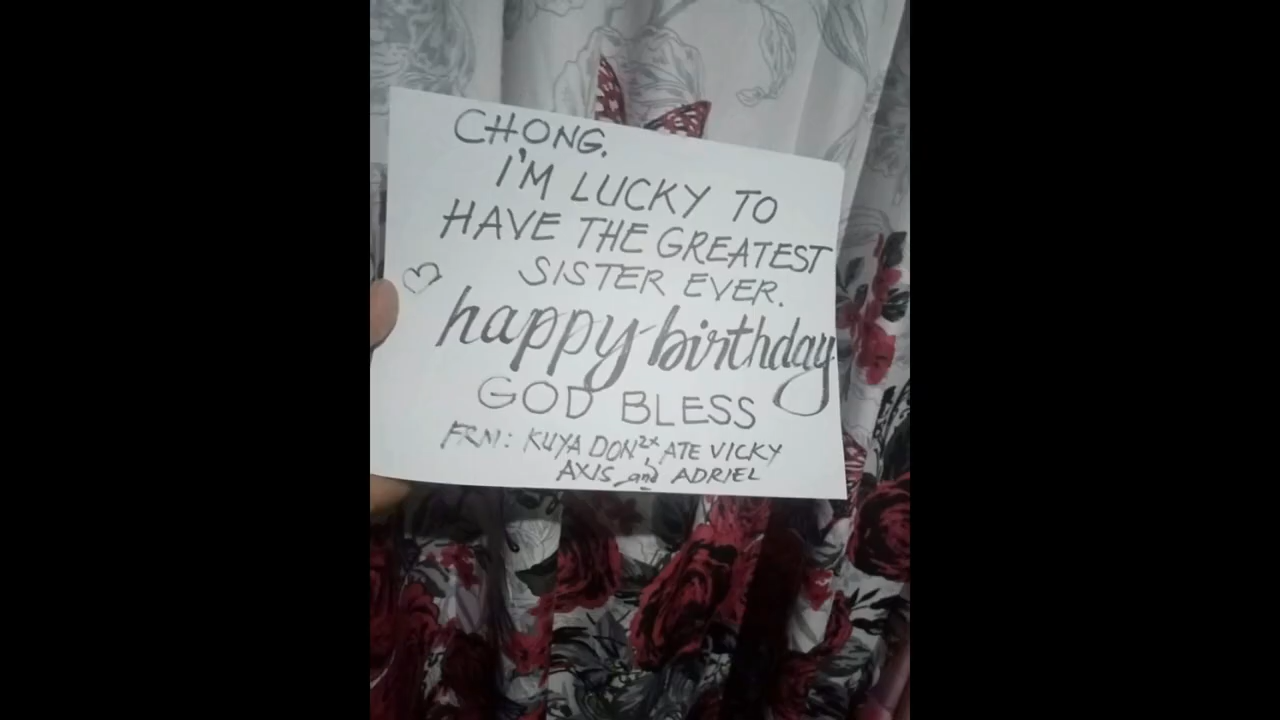 CHONG.
I'M LUCKY TO
HAVE THE GREATEST
SISTER EVER.
happy birthday
GOD BLESS
FRM: KUYA DON²ˣ ATE VICKY
AXIS and ADRIEL